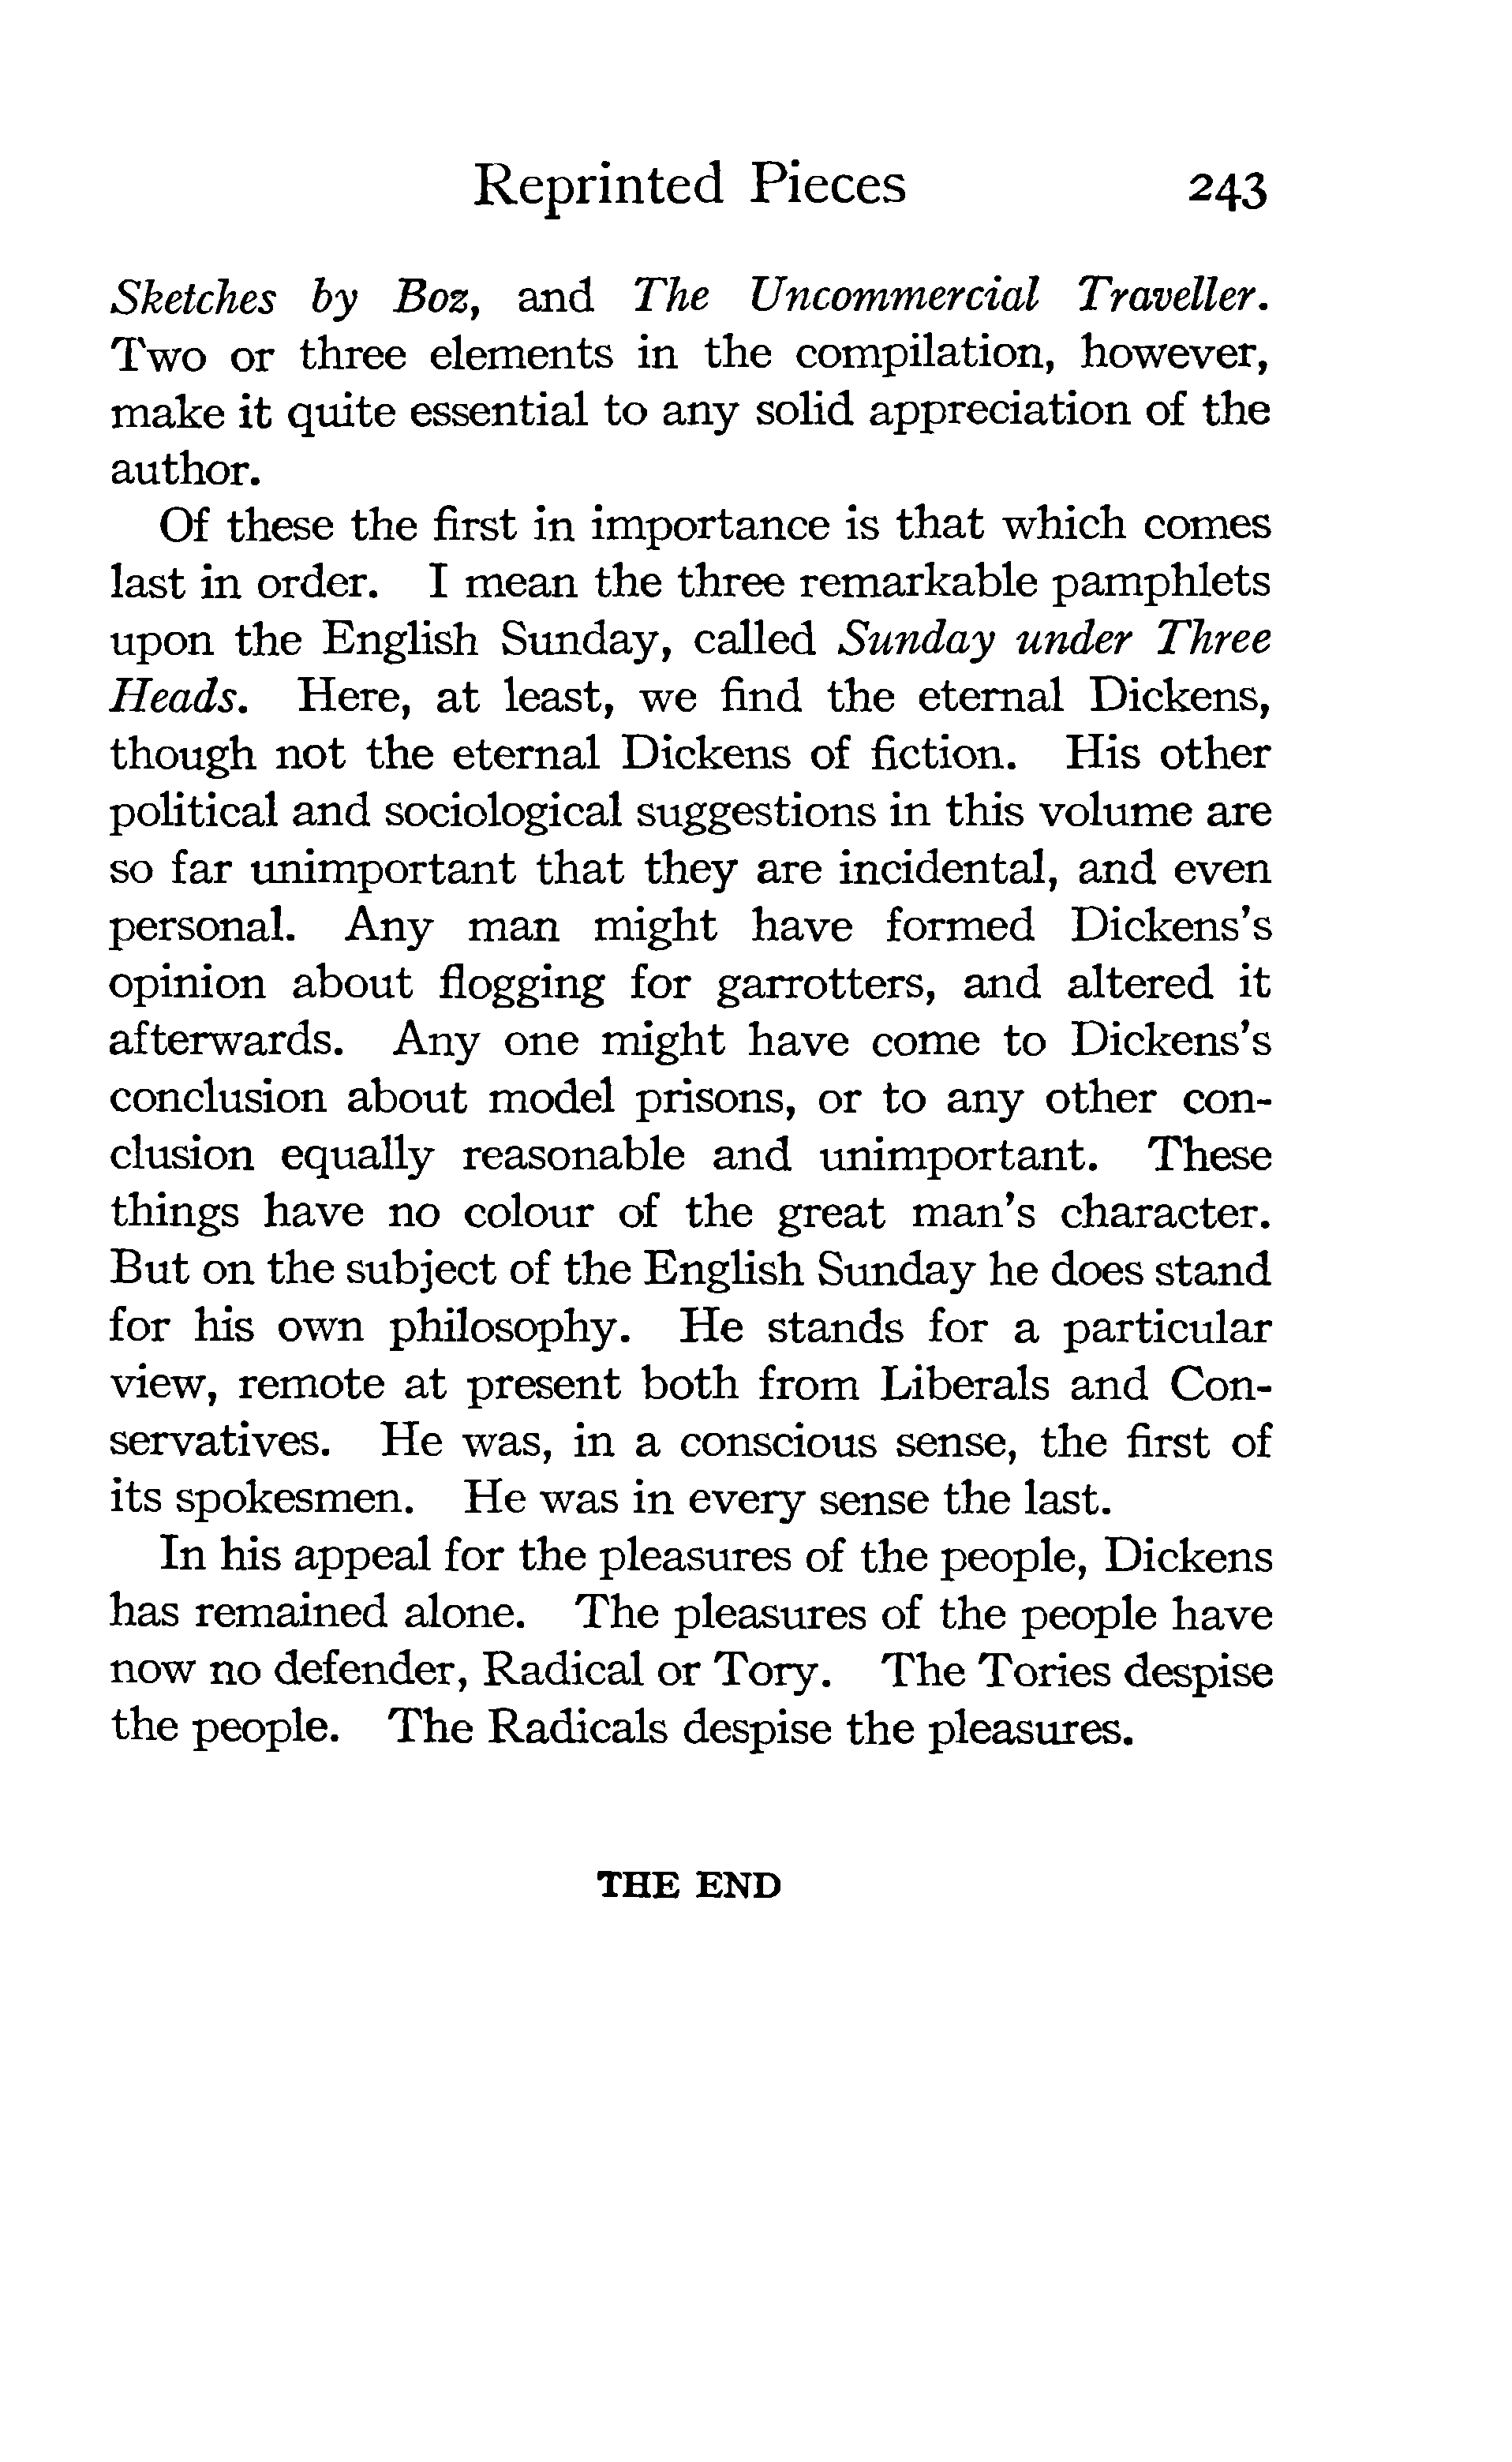 Reprinted Pieces 243
Sketches by Boz, and The Uncommercial Traveller.
Two or three elements in the compilation, however,
make it quite essential to any solid appreciation of the
author.
Of these the first in importance is that which comes
last in order. I mean the three remarkable pamphlets
upon the English Sunday, called Sunday under Three
Heads. Here, at least, we find the eternal Dickens,
though not the eternal Dickens of fiction. His other
political and sociological suggestions in this volume are
so far unimportant that they are incidental, and even
personal. Any man might have formed Dickens's
opinion about flogging for garrotters, and altered it
afterwards. Any one might have come to Dickens's
conclusion about model prisons, or to any other con-
clusion equally reasonable and unimportant. These
things have no colour of the great man's character.
But on the subject of the English Sunday he does stand
for his own philosophy. He stands for a particular
view, remote at present both from Liberals and Con-
servatives. He was, in a conscious sense, the first of
its spokesmen. He was in every sense the last.
In his appeal for the pleasures of the people, Dickens
has remained alone. The pleasures of the people have
now no defender, Radical or Tory. The Tories despise
the people. The Radicals despise the pleasures.
THE END